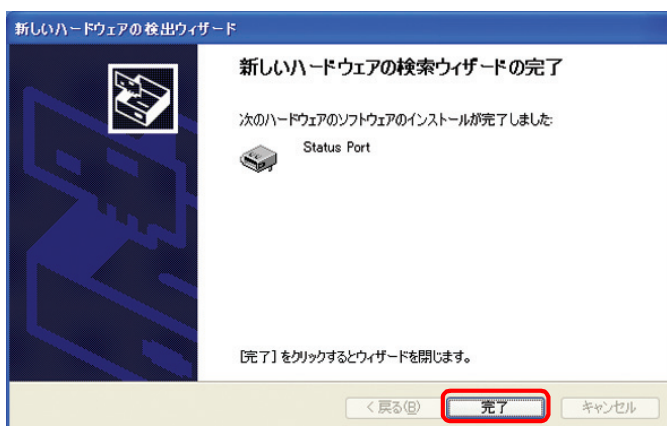 新しいハードウェアの検出ウィザード
新しいハードウェアの検索ウィザードの完了
次のハードウェアのソフトウェアのインストールが完了しました:
Status Port
[完了] をクリックするとウィザードを閉じます。
< 戻る(B) 完了 キャンセル